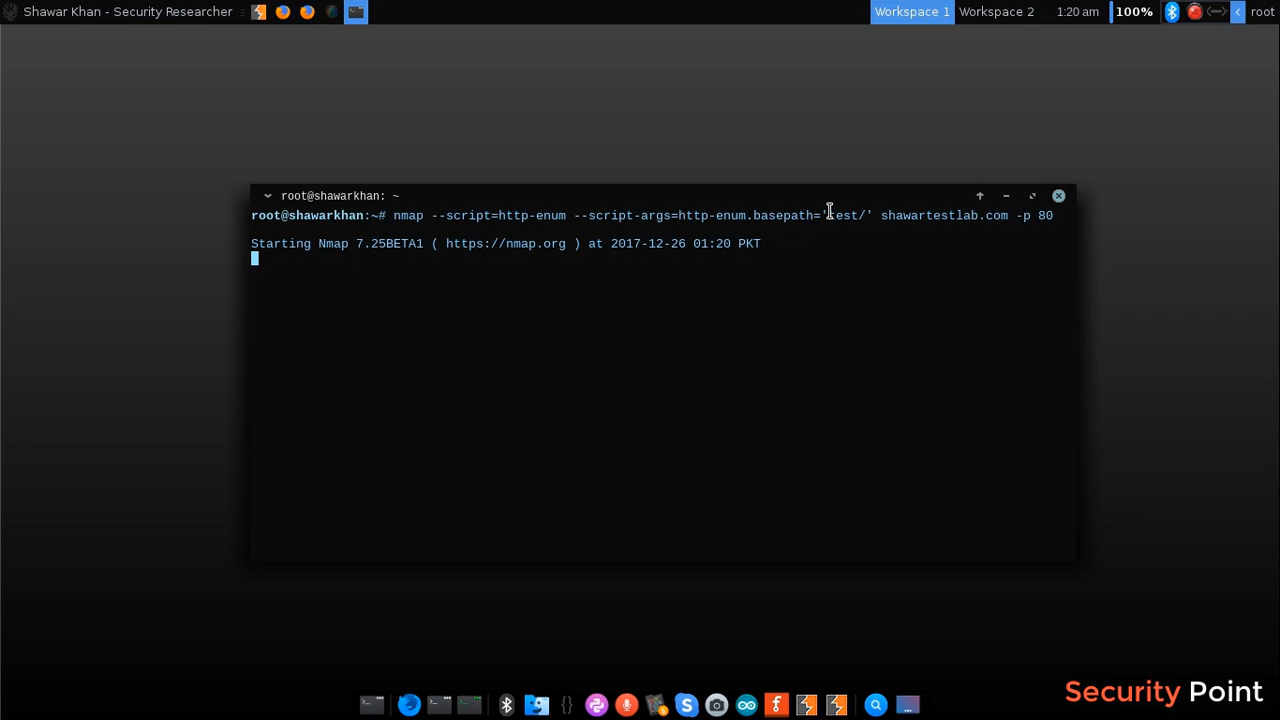 Shawar Khan - Security Researcher
Workspace 1 Workspace 2 1:20 am 100% root
root@shawarkhan: ~
root@shawarkhan:~# nmap --script=http-enum --script-args=http-enum.basepath='test/' shawartestlab.com -p 80
Starting Nmap 7.25BETA1 ( https://nmap.org ) at 2017-12-26 01:20 PKT
Security Point